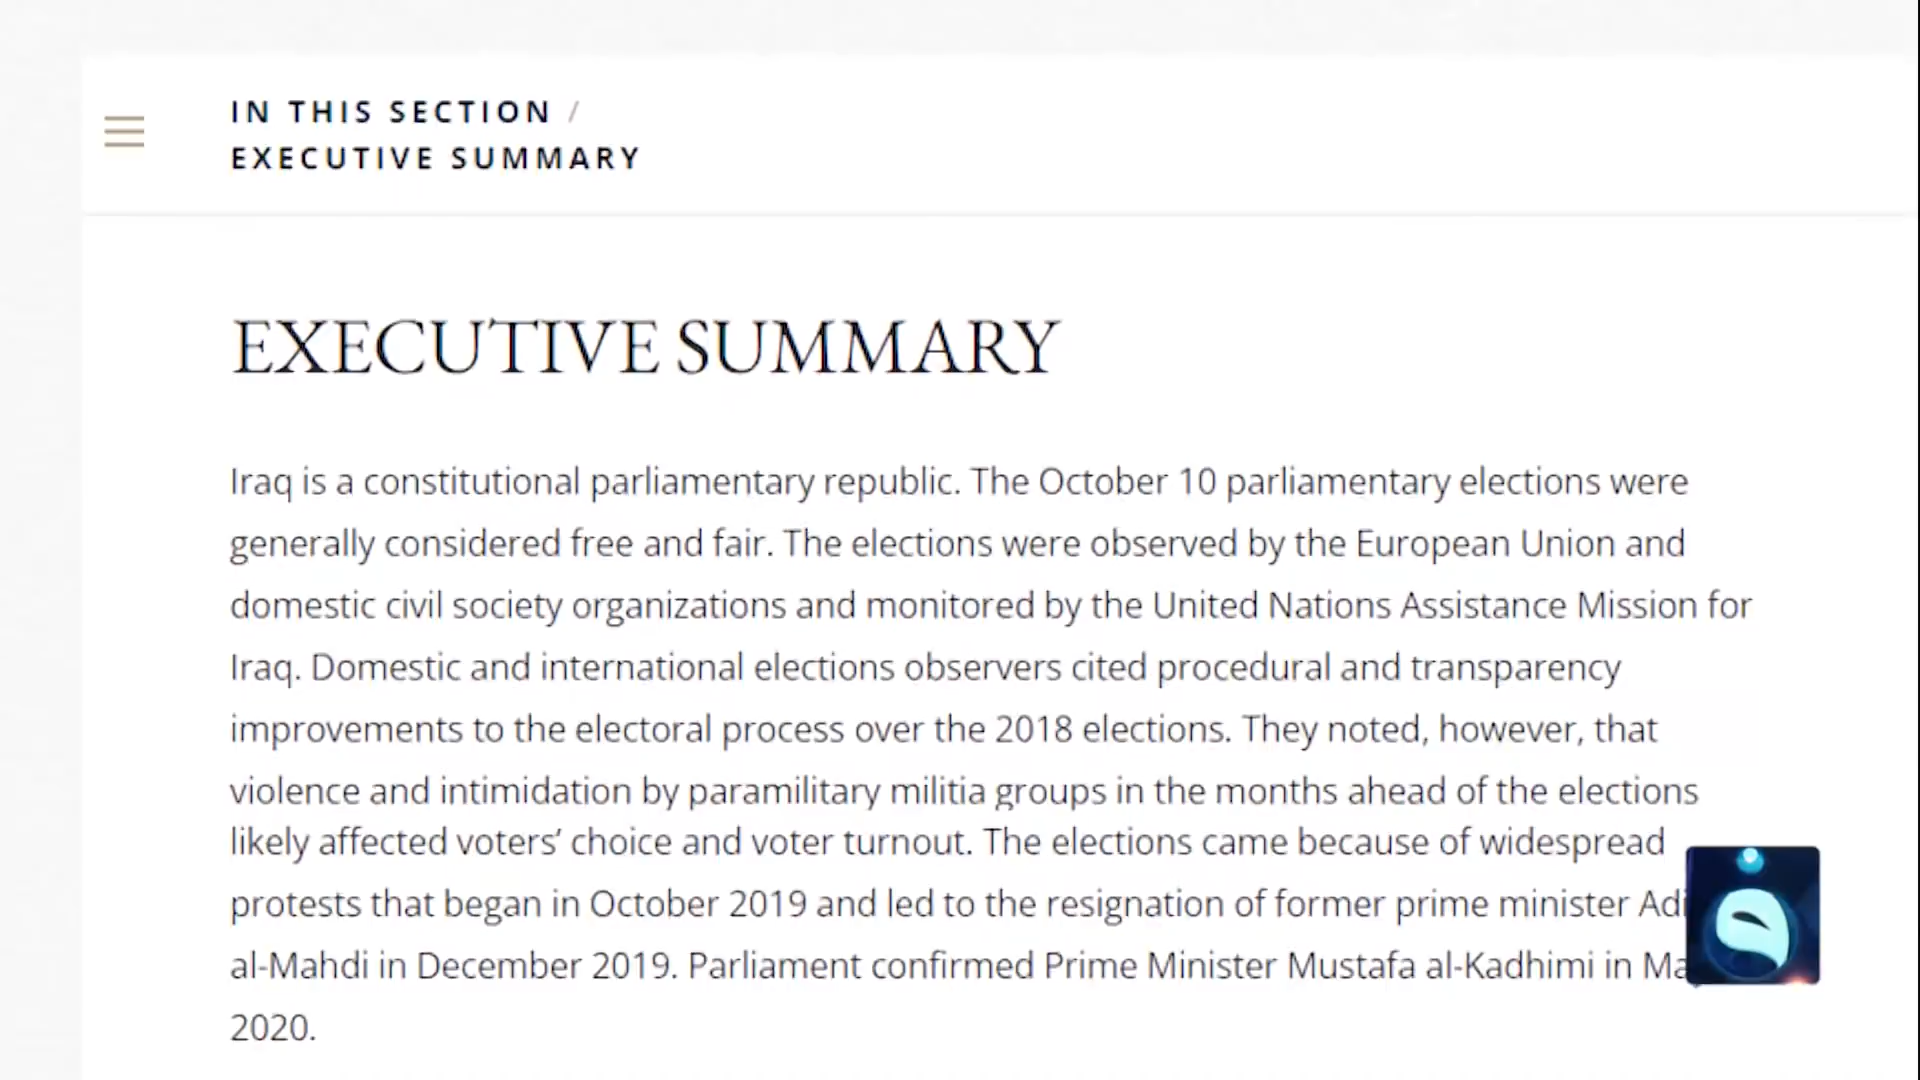 IN THIS SECTION /
EXECUTIVE SUMMARY
EXECUTIVE SUMMARY
Iraq is a constitutional parliamentary republic. The October 10 parliamentary elections were
generally considered free and fair. The elections were observed by the European Union and
domestic civil society organizations and monitored by the United Nations Assistance Mission for
Iraq. Domestic and international elections observers cited procedural and transparency
improvements to the electoral process over the 2018 elections. They noted, however, that
violence and intimidation by paramilitary militia groups in the months ahead of the elections
likely affected voters’ choice and voter turnout. The elections came because of widespread
protests that began in October 2019 and led to the resignation of former prime minister
al-Mahdi in December 2019. Parliament confirmed Prime Minister Mustafa al-Kadhimi in
2020.